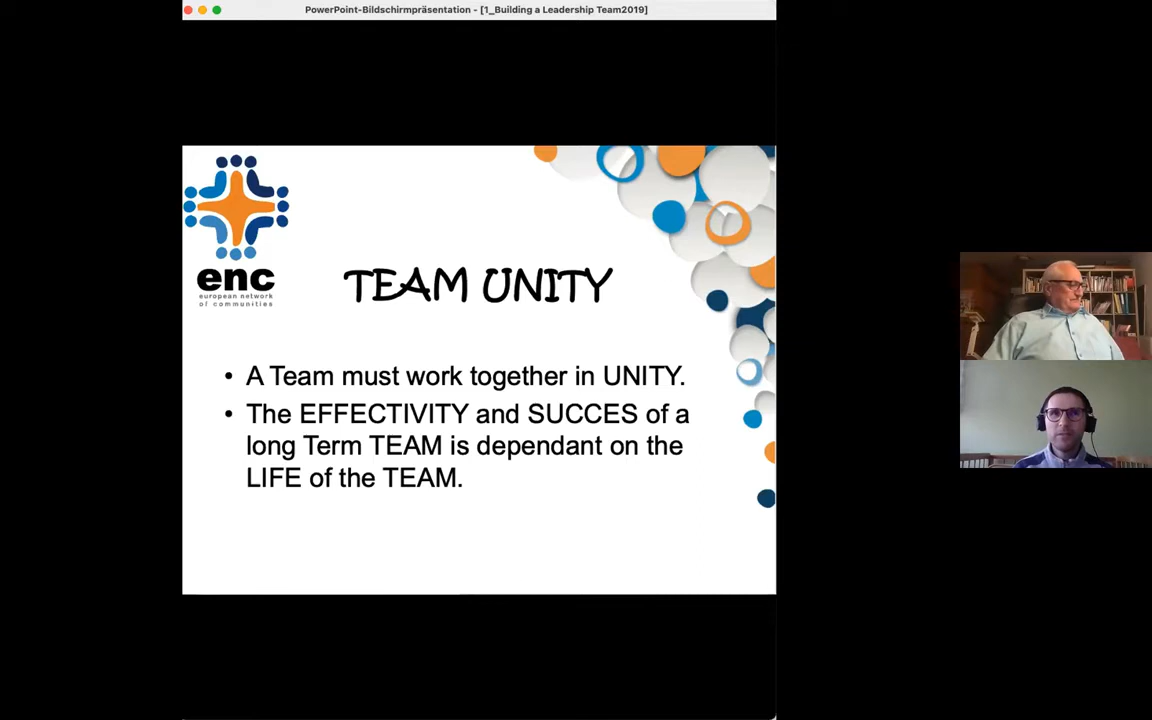 PowerPoint-Bildschirmpräsentation - [1_Building a Leadership Team2019]
enc
european network
of communities
TEAM UNITY
• A Team must work together in UNITY.
• The EFFECTIVITY and SUCCES of a
long Term TEAM is dependant on the
LIFE of the TEAM.